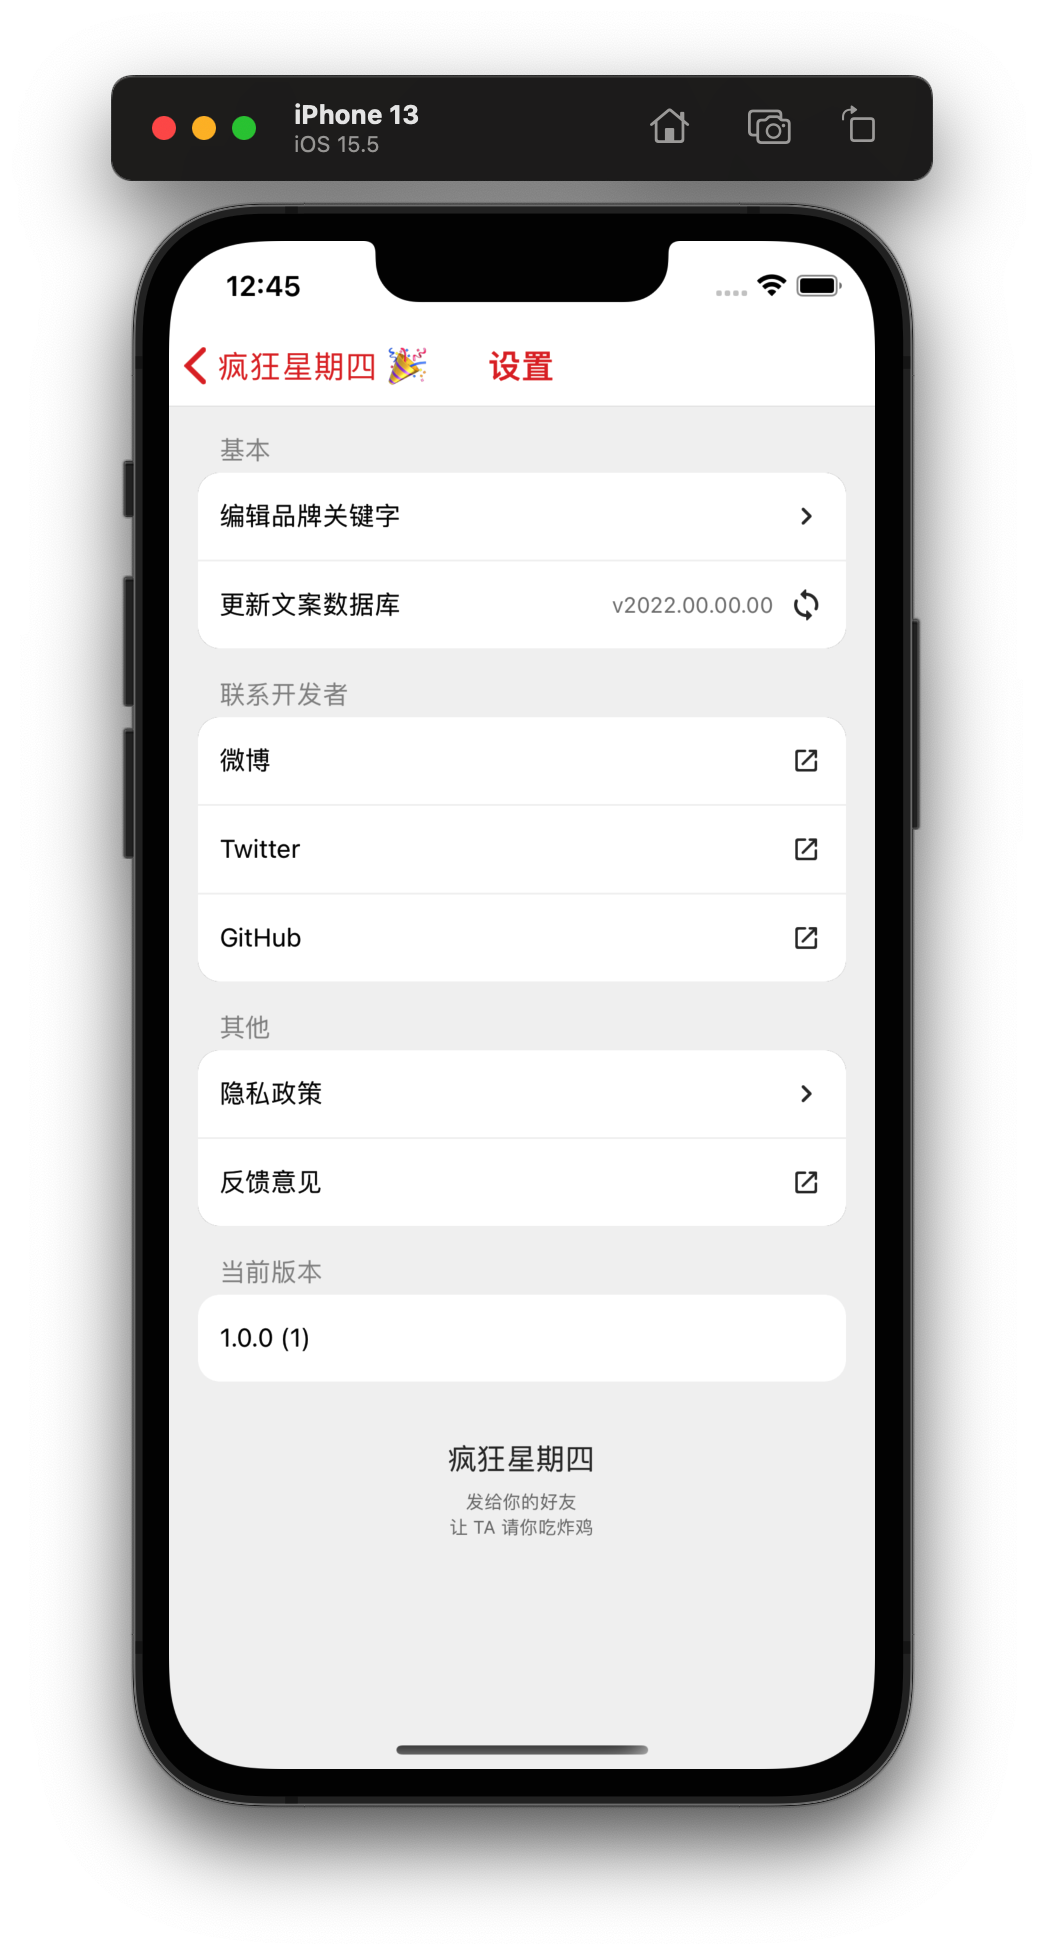 iPhone 13
iOS 15.5
12:45
疯狂星期四 🎉 设置
基本
编辑品牌关键字
更新文案数据库 v2022.00.00.00
联系开发者
微博
Twitter
GitHub
其他
隐私政策
反馈意见
当前版本
1.0.0 (1)
疯狂星期四
发给你的好友
让 TA 请你吃炸鸡